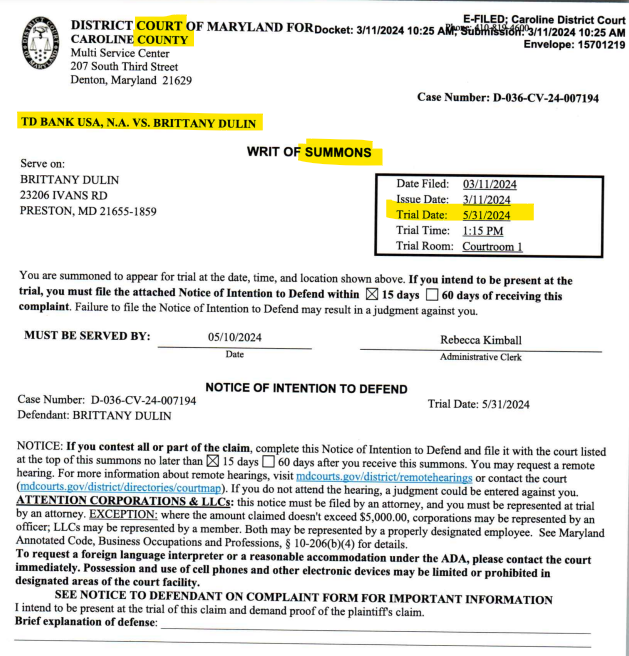 DISTRICT COURT OF MARYLAND FOR
CAROLINE COUNTY
Multi Service Center
207 South Third Street
Denton, Maryland 21629
E-FILED; Caroline District Court
Docket: 3/11/2024 10:25 AM; Submission: 3/11/2024 10:25 AM
Envelope: 15701219
Case Number: D-036-CV-24-007194
TD BANK USA, N.A. VS. BRITTANY DULIN
WRIT OF SUMMONS
Serve on:
BRITTANY DULIN
23206 IVANS RD
PRESTON, MD 21655-1859
Date Filed: 03/11/2024
Issue Date: 3/11/2024
Trial Date: 5/31/2024
Trial Time: 1:15 PM
Trial Room: Courtroom 1
You are summoned to appear for trial at the date, time, and location shown above. If you intend to be present at the
trial, you must file the attached Notice of Intention to Defend within ☒ 15 days ☐ 60 days of receiving this
complaint. Failure to file the Notice of Intention to Defend may result in a judgment against you.
MUST BE SERVED BY: 05/10/2024 Rebecca Kimball
Date Administrative Clerk
NOTICE OF INTENTION TO DEFEND
Case Number: D-036-CV-24-007194 Trial Date: 5/31/2024
Defendant: BRITTANY DULIN
NOTICE: If you contest all or part of the claim, complete this Notice of Intention to Defend and file it with the court listed
at the top of this summons no later than ☒ 15 days ☐ 60 days after you receive this summons. You may request a remote
hearing. For more information about remote hearings, visit mdcourts.gov/district/remotehearings or contact the court
(mdcourts.gov/district/directories/courtmap). If you do not attend the hearing, a judgment could be entered against you.
ATTENTION CORPORATIONS & LLCs: this notice must be filed by an attorney, and you must be represented at trial
by an attorney. EXCEPTION: where the amount claimed doesn't exceed $5,000.00, corporations may be represented by an
officer; LLCs may be represented by a member. Both may be represented by a properly designated employee. See Maryland
Annotated Code, Business Occupations and Professions, § 10-206(b)(4) for details.
To request a foreign language interpreter or a reasonable accommodation under the ADA, please contact the court
immediately. Possession and use of cell phones and other electronic devices may be limited or prohibited in
designated areas of the court facility.
SEE NOTICE TO DEFENDANT ON COMPLAINT FORM FOR IMPORTANT INFORMATION
I intend to be present at the trial of this claim and demand proof of the plaintiff's claim.
Brief explanation of defense: